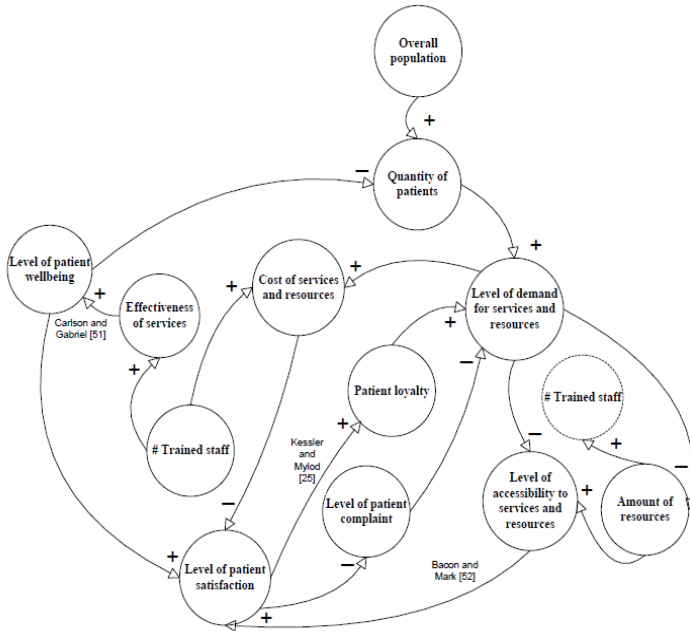 Overall
population
+
−
Quantity of
patients
+
Level of patient
wellbeing
+
Effectiveness
of services
Carlson and
Gabriel [51]
+
Cost of services
and resources
+
Level of demand
for services and
resources
+
−
+
# Trained staff
Patient loyalty
# Trained staff
+
Kessler
and
Mylod
[25]
+
−
−
Level of patient
complaint
−
Level of
accessibility to
services and
resources
+
Amount of
resources
−
+
Level of patient
satisfaction
+
Bacon and
Mark [52]